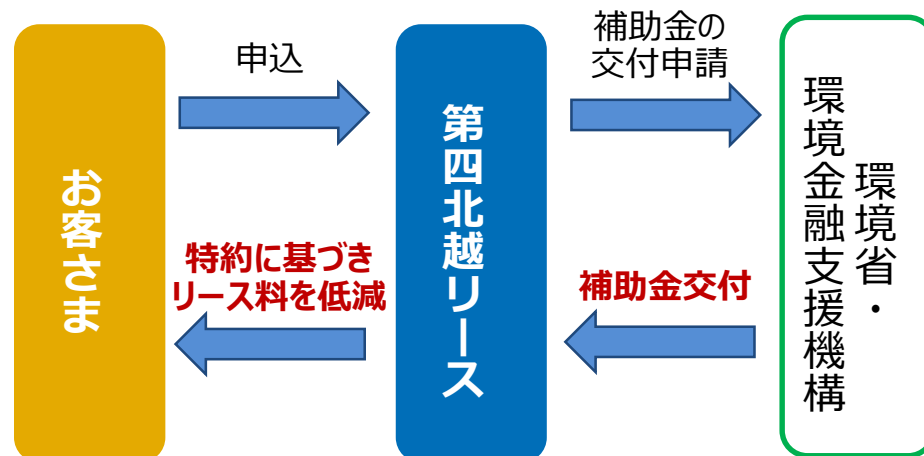 お客さま
申込
特約に基づき
リース料を低減
第四北越リース
補助金の
交付申請
補助金交付
環境省・
環境金融支援機構